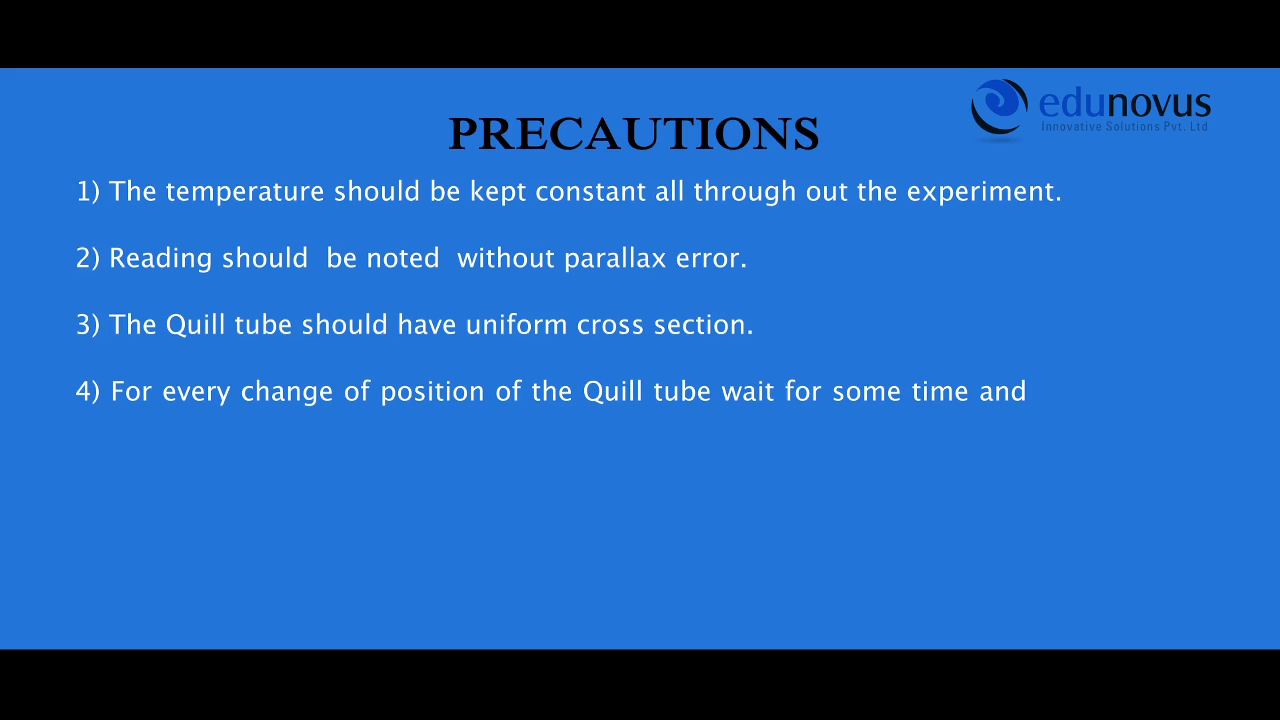 edunovus
Innovative Solutions Pvt. Ltd
PRECAUTIONS
1) The temperature should be kept constant all through out the experiment.
2) Reading should be noted without parallax error.
3) The Quill tube should have uniform cross section.
4) For every change of position of the Quill tube wait for some time and